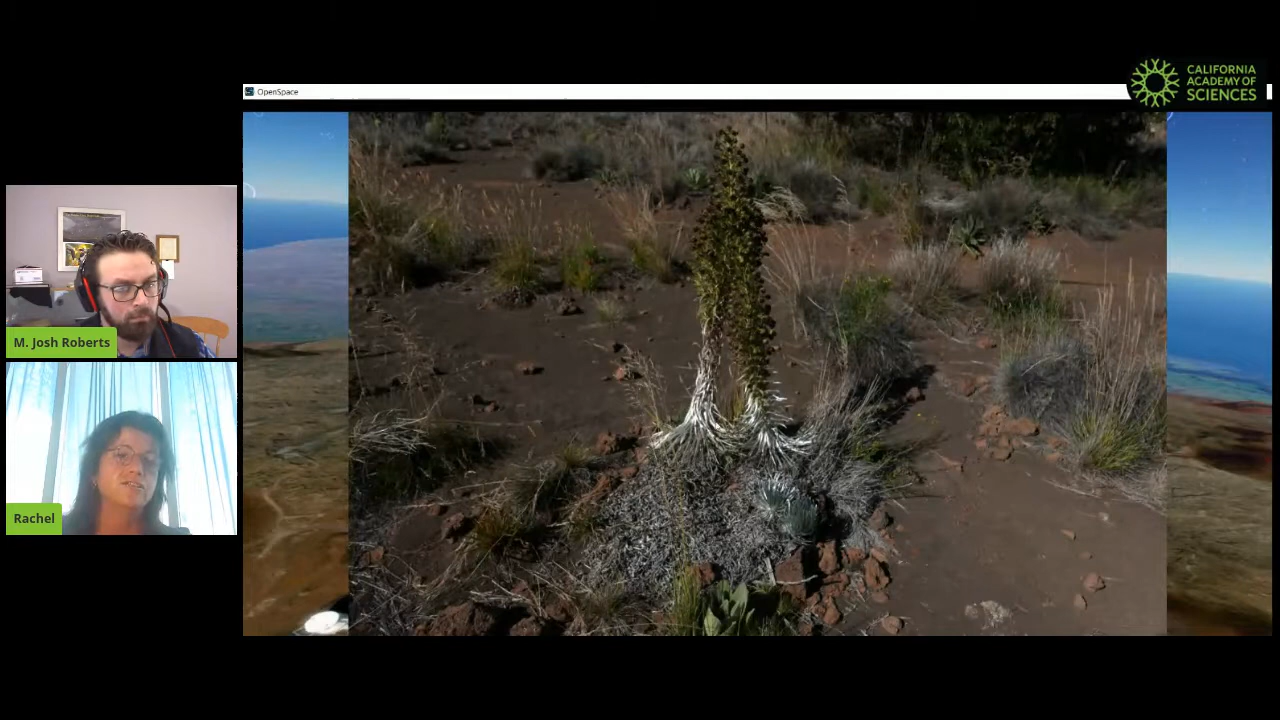 CALIFORNIA
ACADEMY OF
SCIENCES
OpenSpace
M. Josh Roberts
Rachel